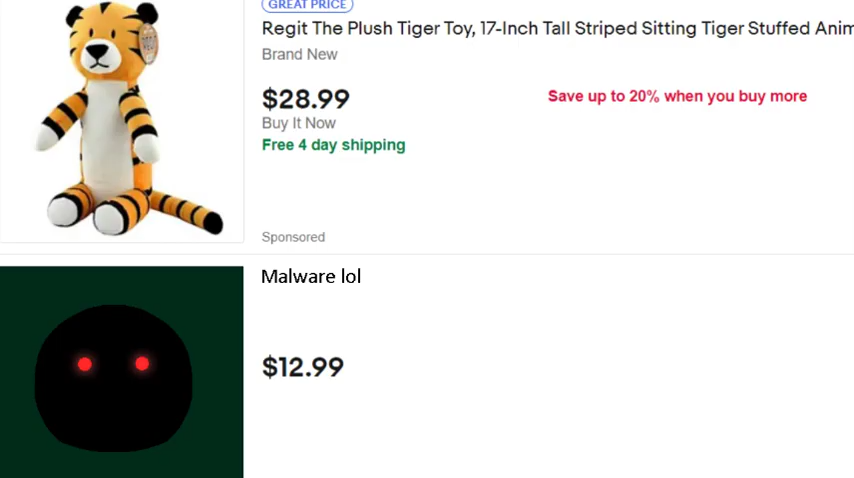 GREAT PRICE
Regit The Plush Tiger Toy, 17-Inch Tall Striped Sitting Tiger Stuffed Anim
Brand New
$28.99
Save up to 20% when you buy more
Buy It Now
Free 4 day shipping
Sponsored
Malware lol
$12.99